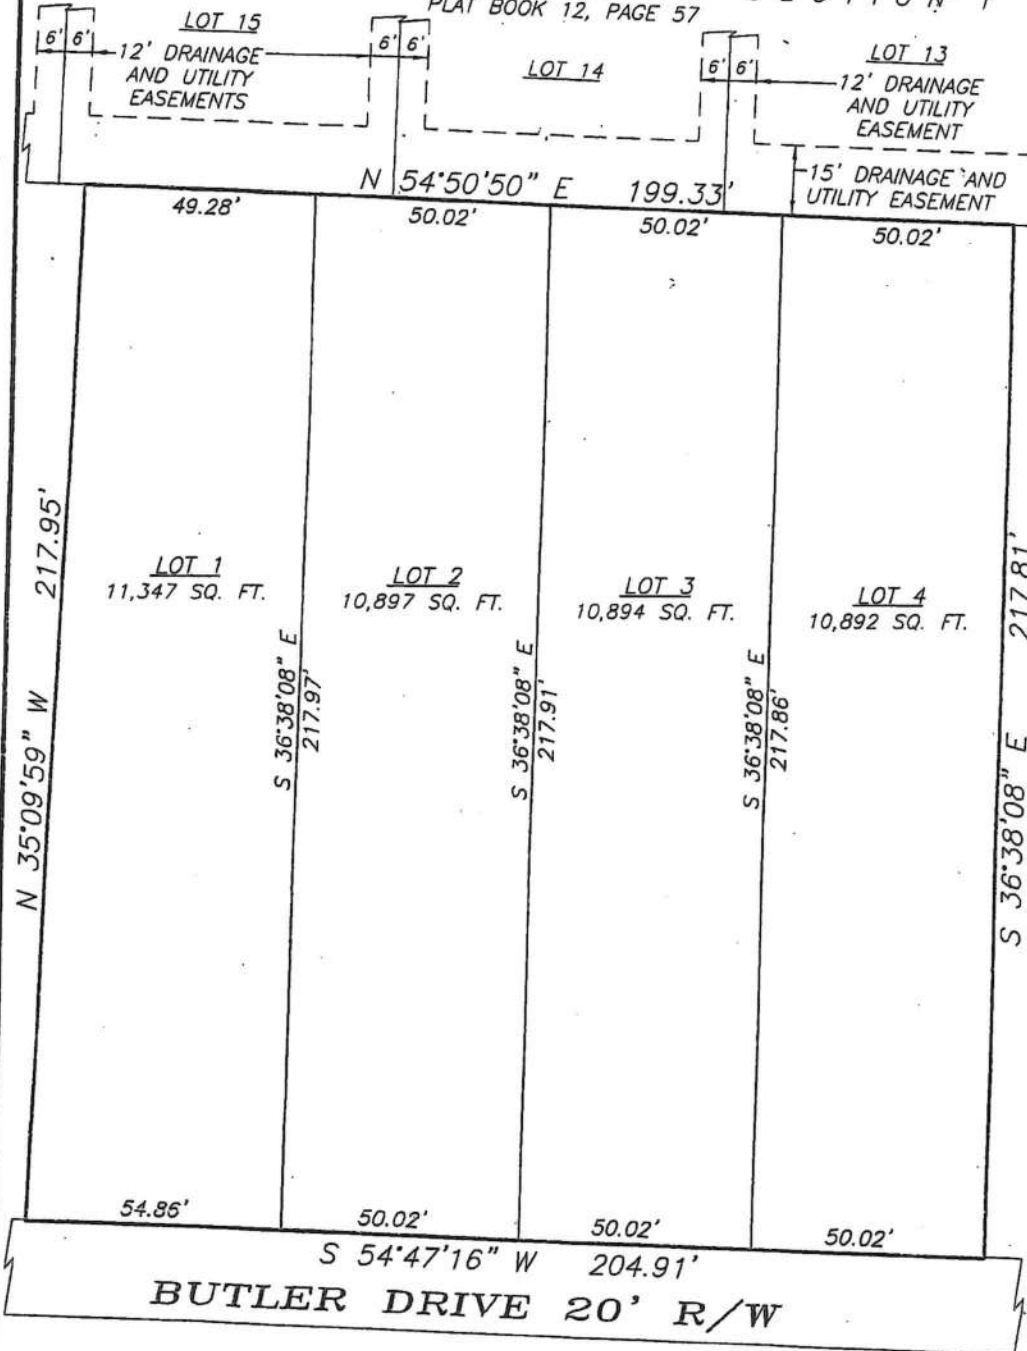 PLAT BOOK 12, PAGE 57
LOT 15
6' 6'
12' DRAINAGE
AND UTILITY
EASEMENTS
6' 6'
LOT 14
6' 6'
LOT 13
12' DRAINAGE
AND UTILITY
EASEMENT
15' DRAINAGE AND
UTILITY EASEMENT
N 54°50'50" E 199.33'
49.28'
50.02'
50.02'
50.02'
N 35°09'59" W 217.95'
LOT 1
11,347 SQ. FT.
S 36°38'08" E
217.97'
LOT 2
10,897 SQ. FT.
S 36°38'08" E
217.91'
LOT 3
10,894 SQ. FT.
S 36°38'08" E
217.86'
LOT 4
10,892 SQ. FT.
S 36°38'08" E 217.81'
54.86'
50.02'
50.02'
50.02'
S 54°47'16" W 204.91'
BUTLER DRIVE 20' R/W